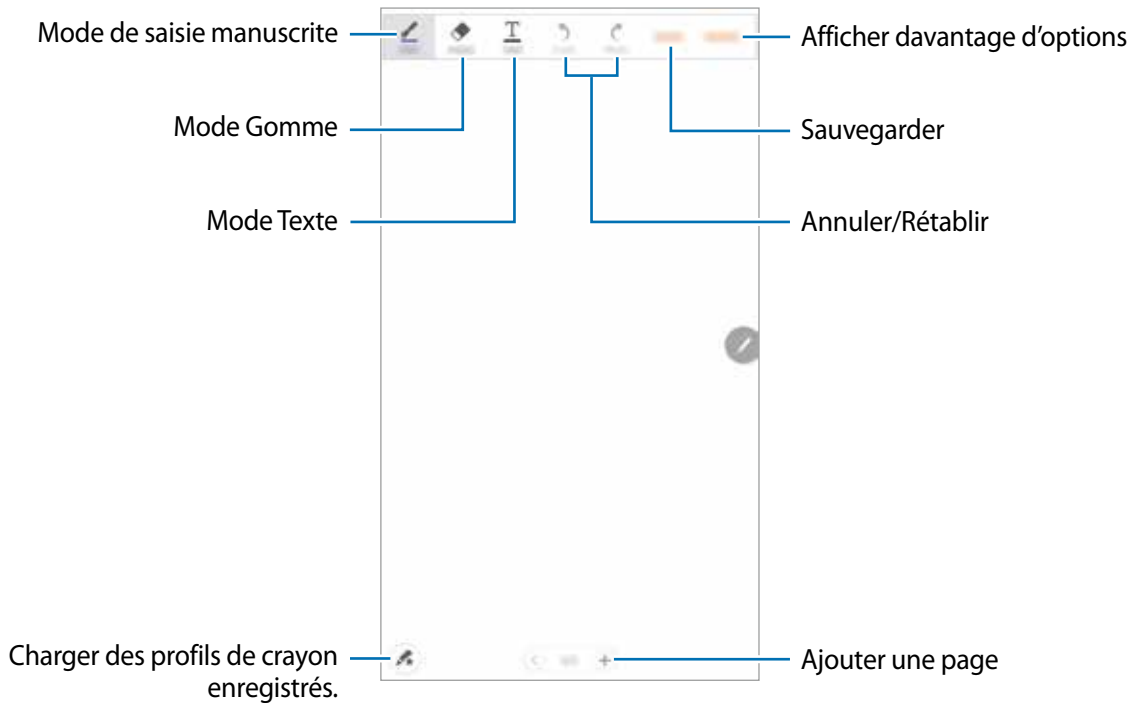 Mode de saisie manuscrite
Afficher davantage d'options
Mode Gomme
Sauvegarder
Mode Texte
Annuler/Rétablir
Charger des profils de crayon
enregistrés.
Ajouter une page